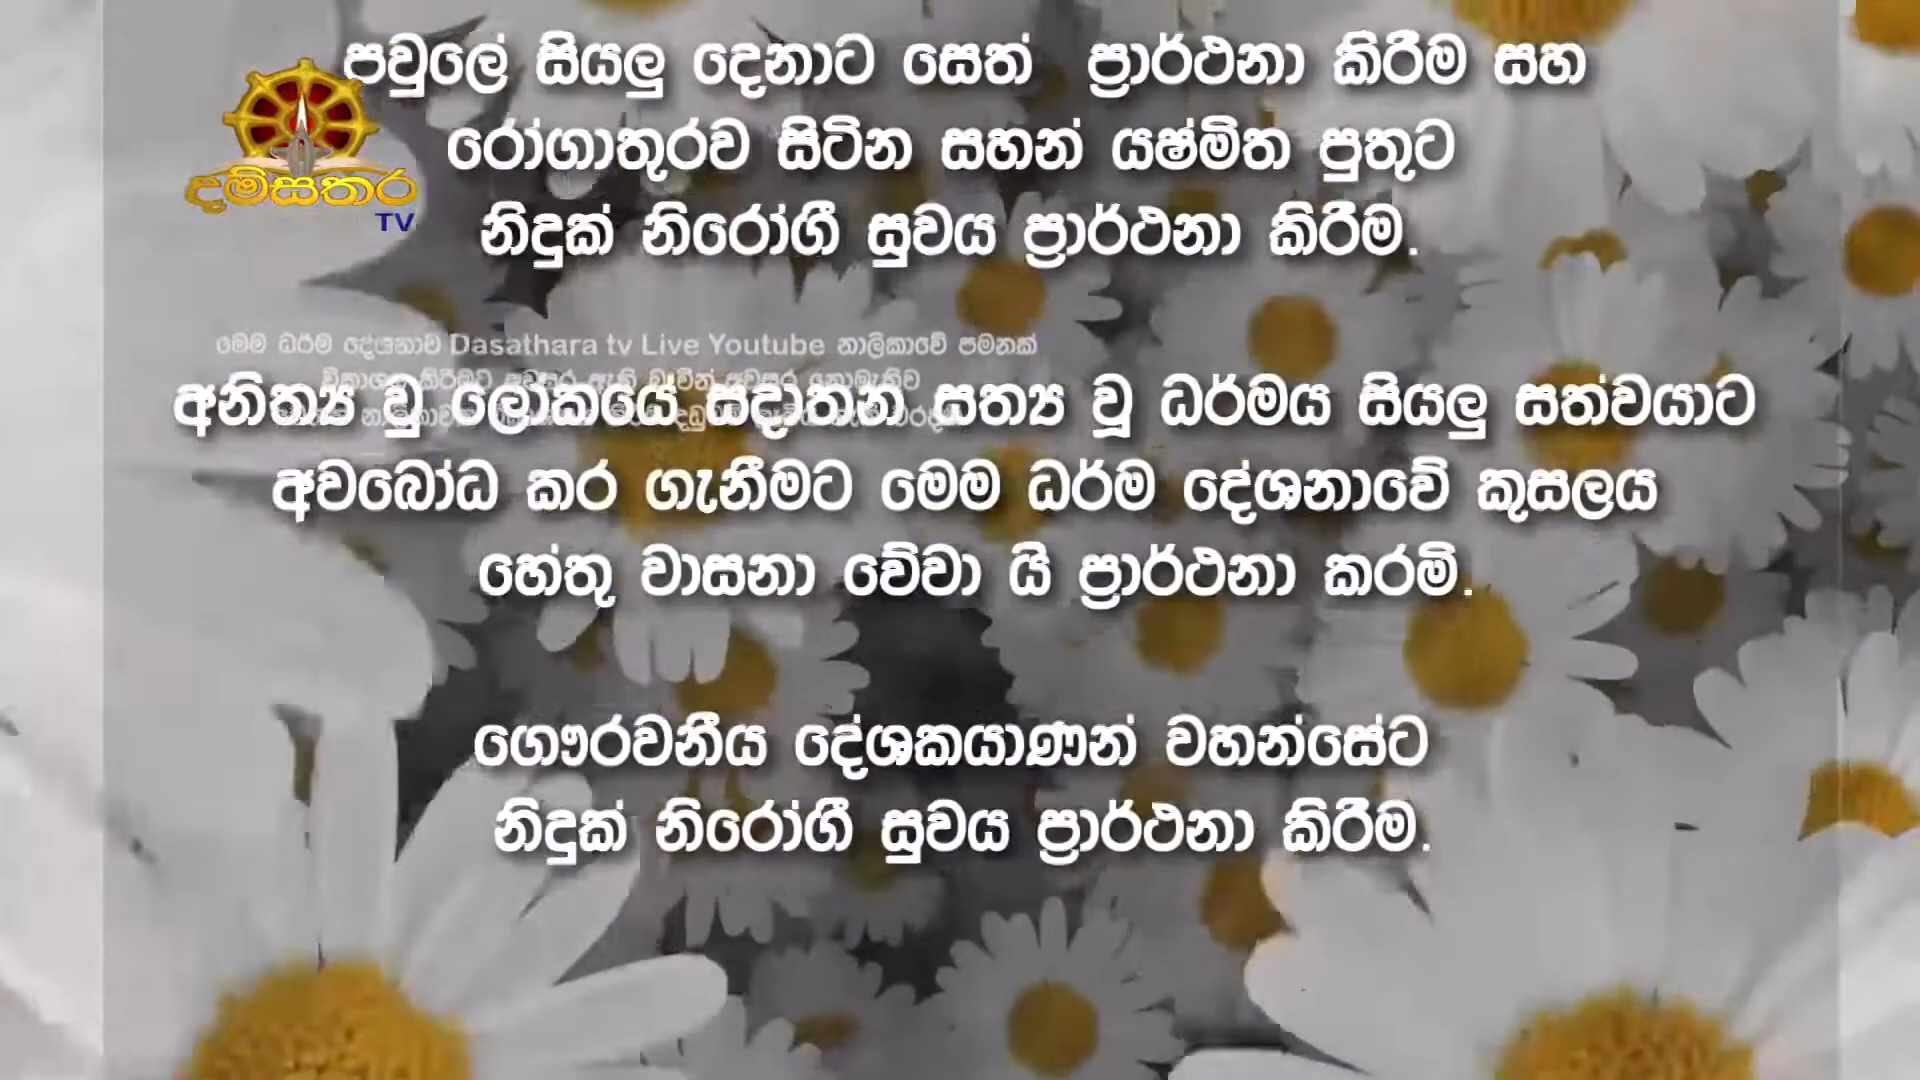 පවුලේ සියලු දෙනාට සෙත් ප්‍රාර්ථනා කිරීම සහ
රෝගාතුරව සිටින සහන් යෂ්මිත පුතුට
නිදුක් නිරෝගී සුවය ප්‍රාර්ථනා කිරීම.
දම්සතර
TV
මෙම ධර්ම දේශනාව Dasathara tv Live Youtube නාලිකාවේ පමනක්
අනිත්‍ය වු ලෝකයේ සදාතන සත්‍ය වූ ධර්මය සියලු සත්වයාට
අවබෝධ කර ගැනීමට මෙම ධර්ම දේශනාවේ කුසලය
හේතු වාසනා වේවා යි ප්‍රාර්ථනා කරමි.
ගෞරවනීය දේශකයාණන් වහන්සේට
නිදුක් නිරෝගී සුවය ප්‍රාර්ථනා කිරීම.